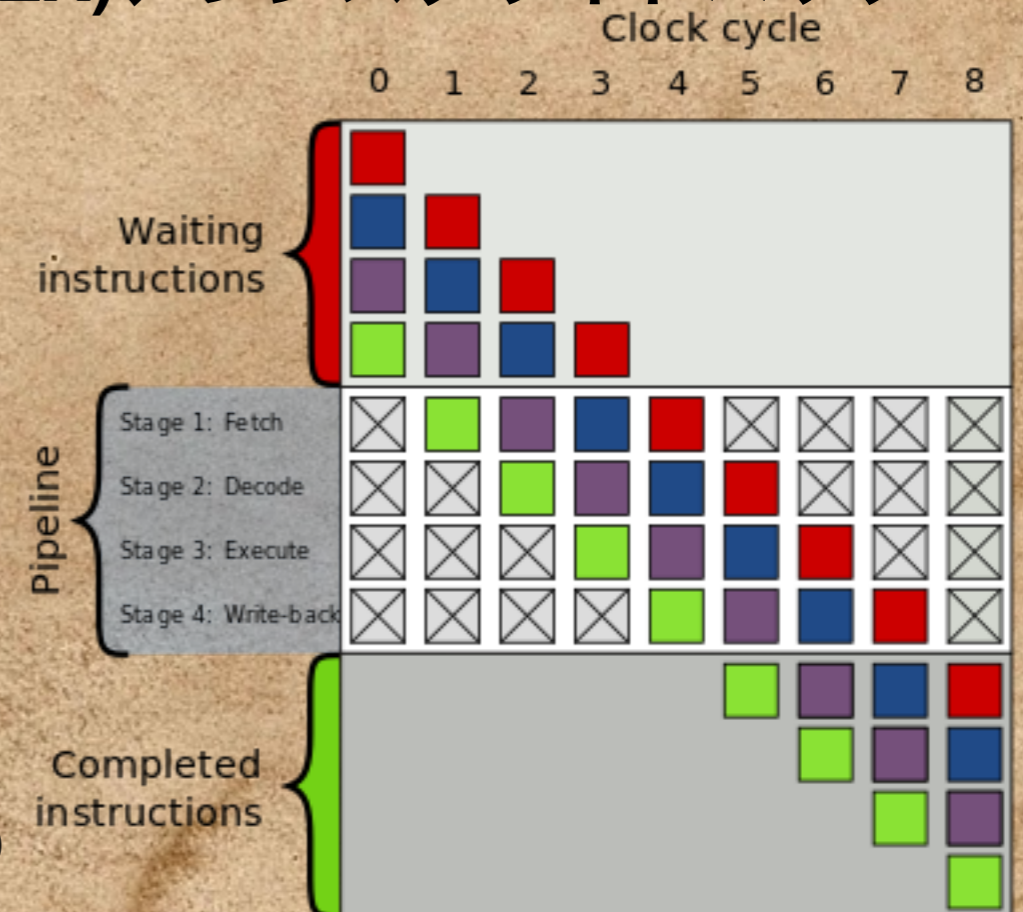 Clock cycle
0 1 2 3 4 5 6 7 8
Waiting
instructions
Pipeline
Stage 1: Fetch
Stage 2: Decode
Stage 3: Execute
Stage 4: Write-back
Completed
instructions